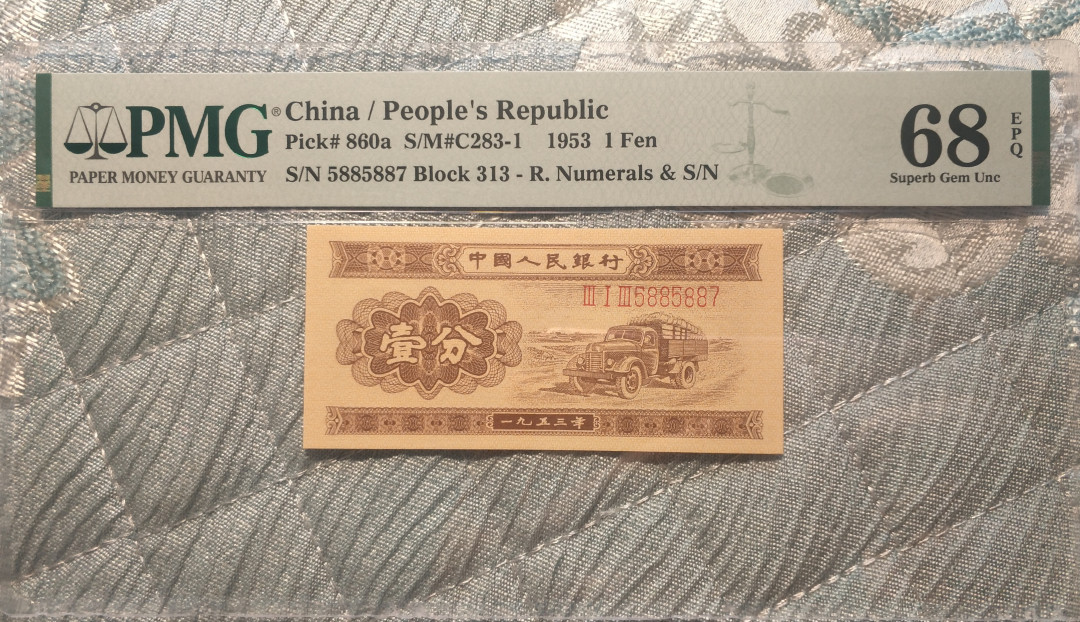 PMG®
PAPER MONEY GUARANTY
China / People's Republic
Pick# 860a S/M#C283-1 1953 1 Fen
S/N 5885887 Block 313 - R. Numerals & S/N
68
EPQ
Superb Gem Unc
中國人民銀行
ⅢⅠⅢ5885887
壹分
一九五三年